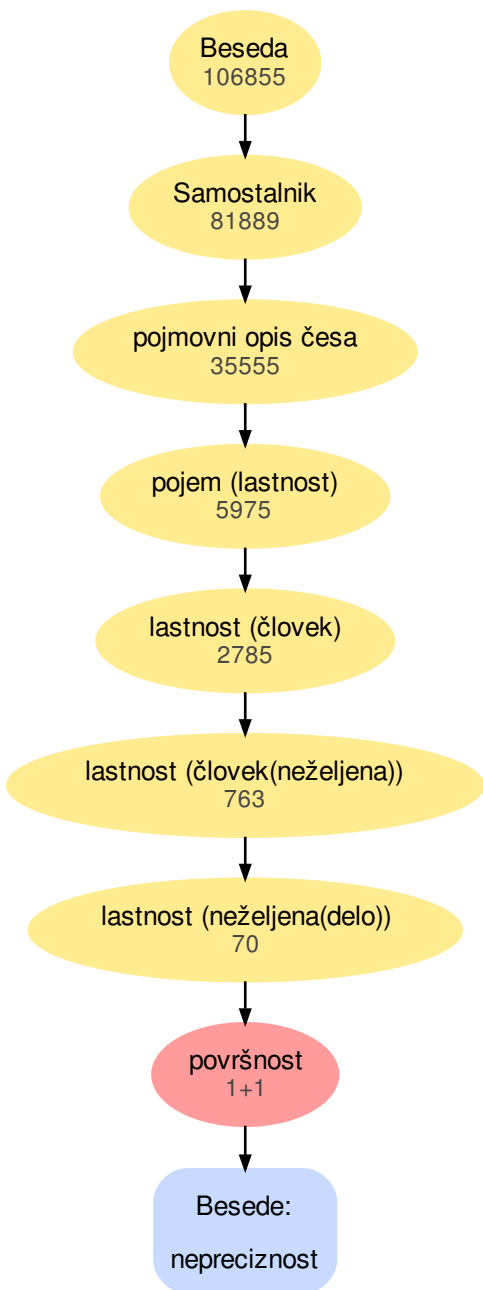 Beseda
106855
Samostalnik
81889
pojmovni opis česa
35555
pojem (lastnost)
5975
lastnost (človek)
2785
lastnost (človek(neželjena))
763
lastnost (neželjena(delo))
70
površnost
1+1
Besede:
nepreciznost